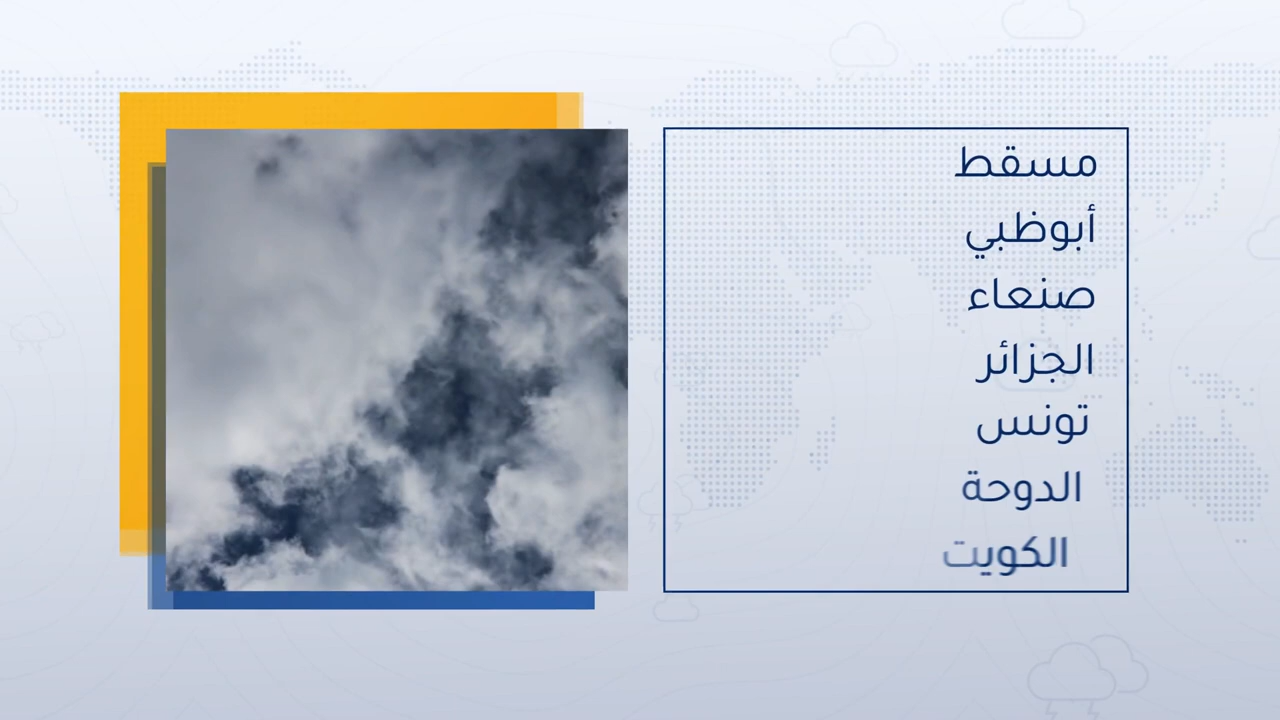 مسقط
أبوظبي
صنعاء
الجزائر
تونس
الدوحة
الكويت